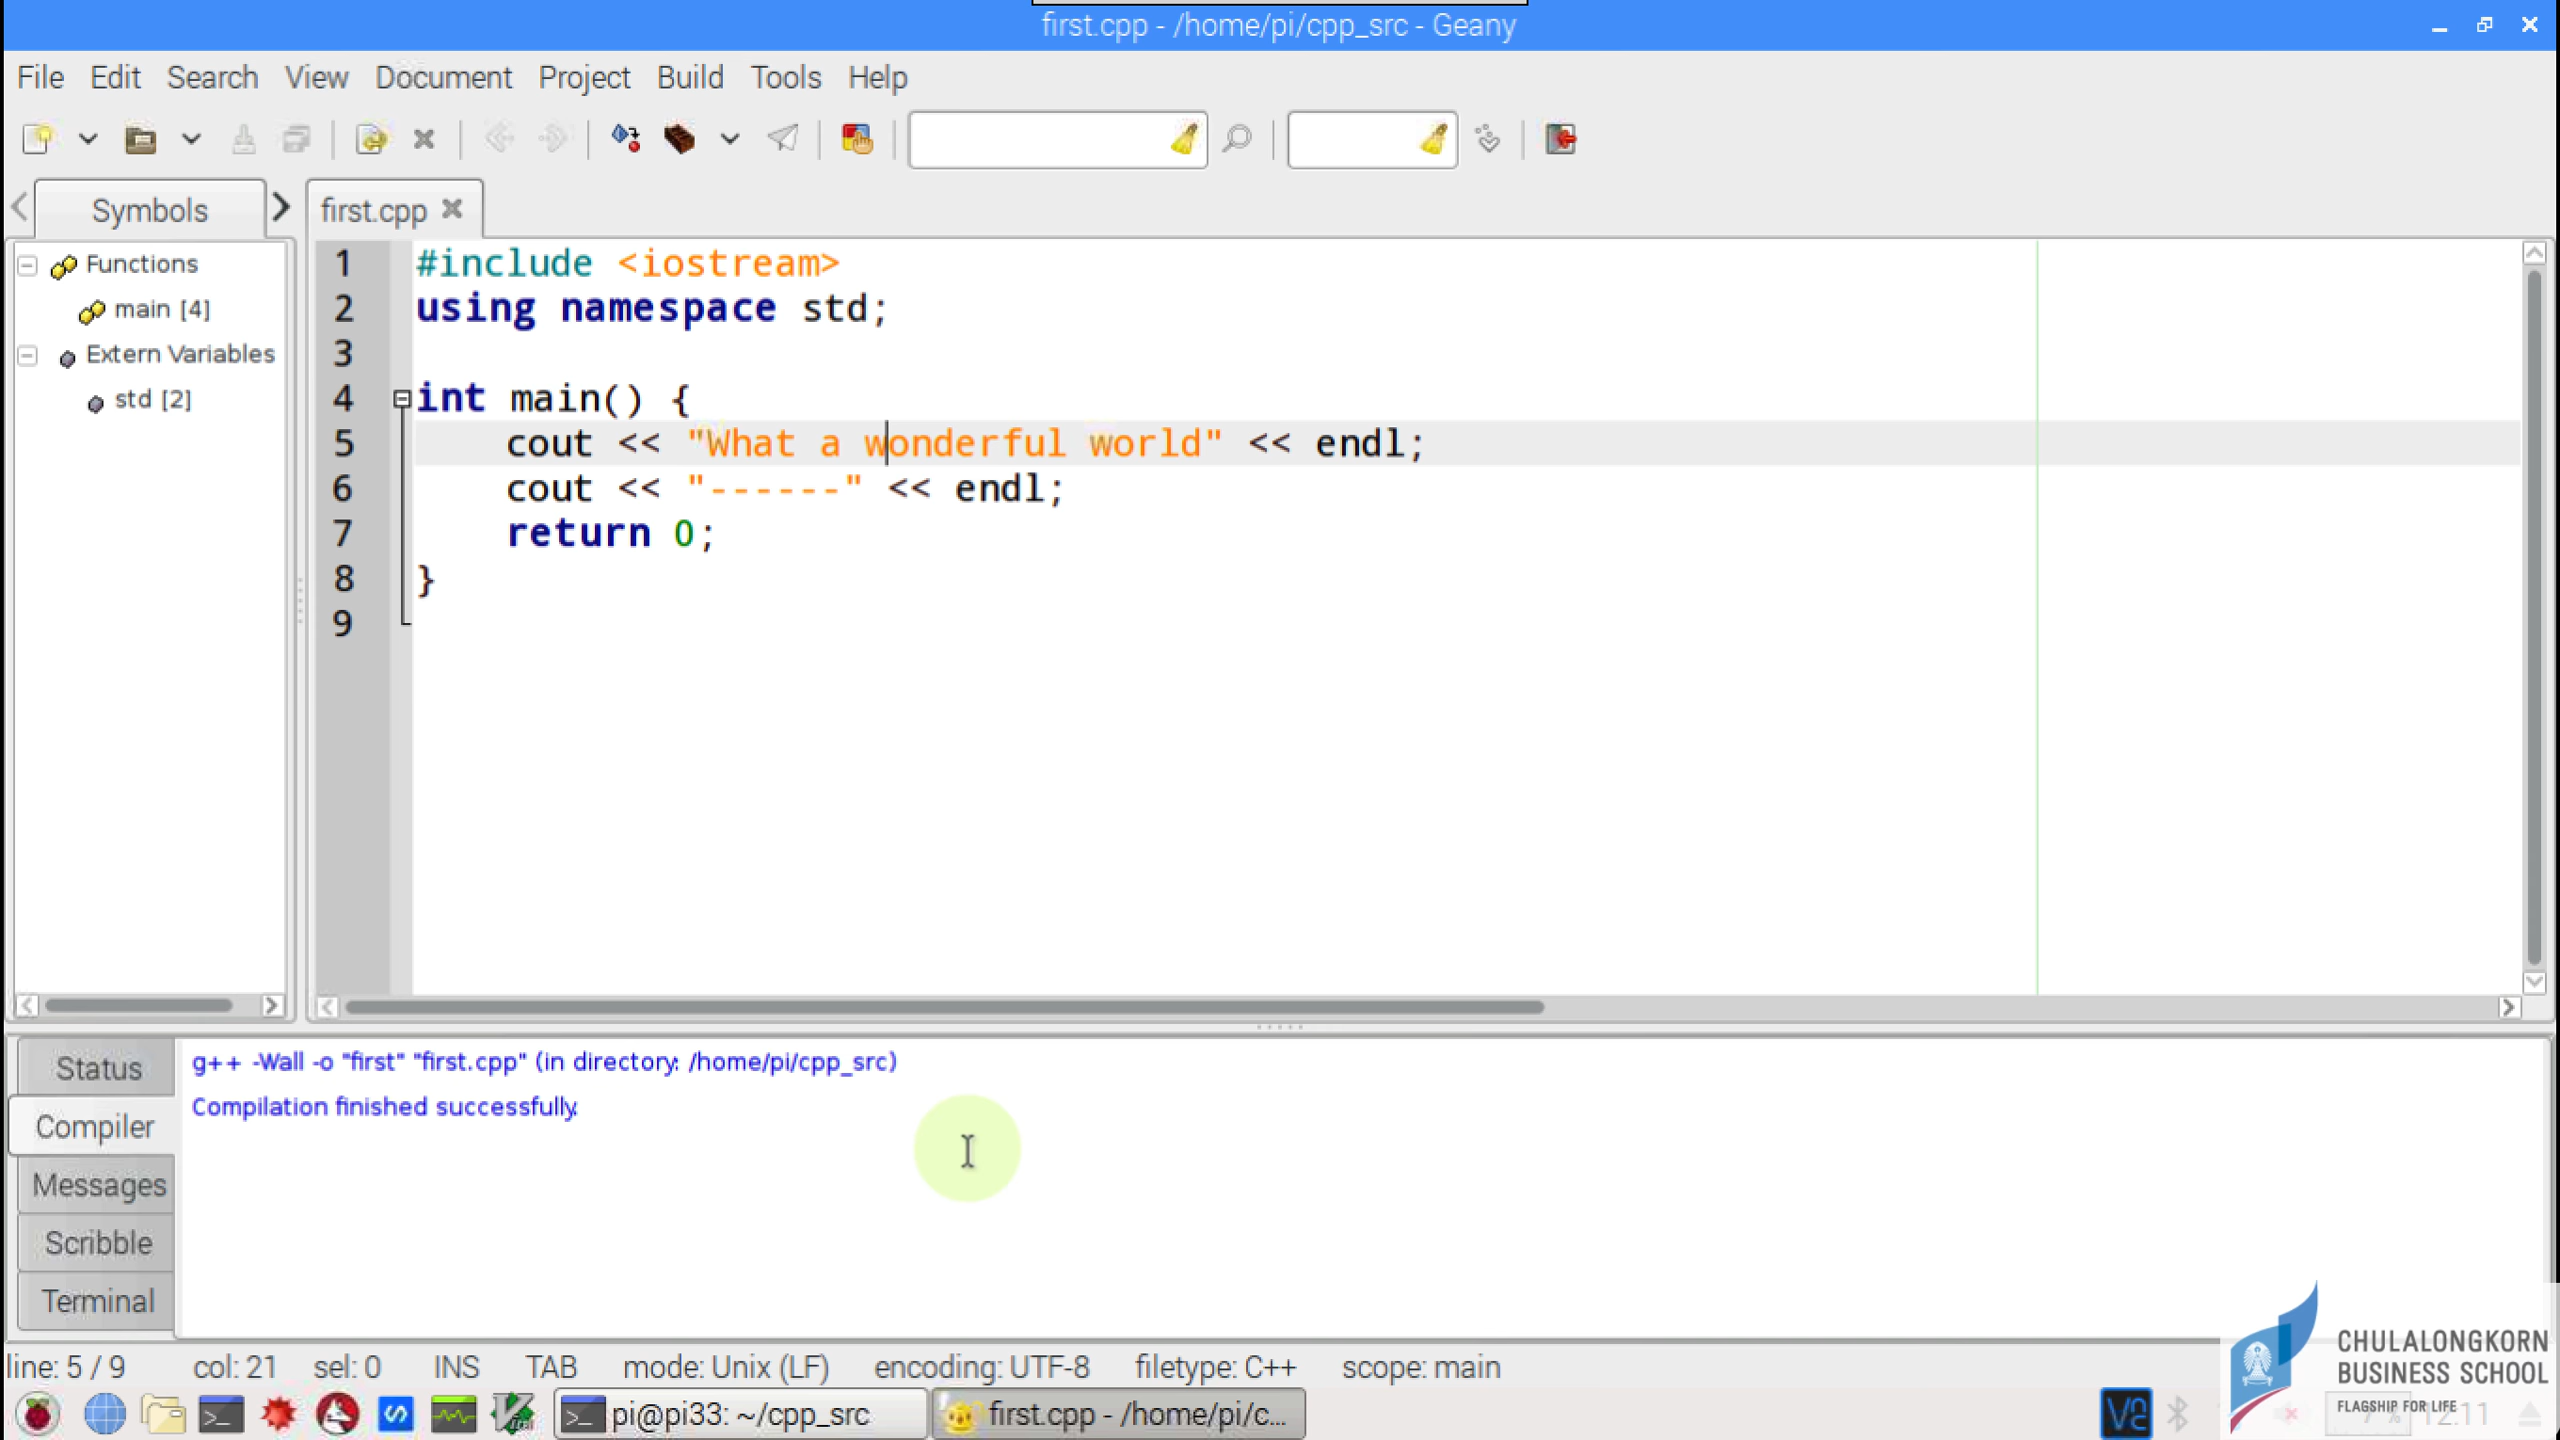 first.cpp - /home/pi/cpp_src - Geany
File Edit Search View Document Project Build Tools Help
Symbols
first.cpp
Functions
main [4]
Extern Variables
std [2]
1 #include <iostream>
2 using namespace std;
3
4 int main() {
5 cout << "What a wonderful world" << endl;
6 cout << "------" << endl;
7 return 0;
8 }
9
Status
Compiler
Messages
Scribble
Terminal
g++ -Wall -o "first" "first.cpp" (in directory: /home/pi/cpp_src)
Compilation finished successfully.
line: 5 / 9 col: 21 sel: 0 INS TAB mode: Unix (LF) encoding: UTF-8 filetype: C++ scope: main
pi@pi33: ~/cpp_src
first.cpp - /home/pi/c...
CHULALONGKORN
BUSINESS SCHOOL
FLAGSHIP FOR LIFE
12:11